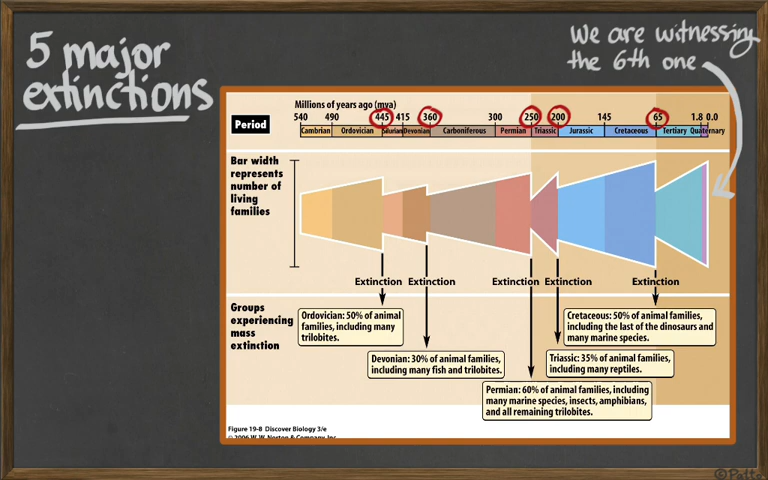 5 major
extinctions
We are witnessing
the 6th one
Millions of years ago (mya)
Period
540 490 445 415 360 300 250 200 145 65 1.8 0.0
Cambrian Ordovician Silurian Devonian Carboniferous Permian Triassic Jurassic Cretaceous Tertiary Quaternary
Bar width
represents
number of
living
families
Extinction Extinction Extinction Extinction Extinction
Groups
experiencing
mass
extinction
Ordovician: 50% of animal
families, including many
trilobites.
Cretaceous: 50% of animal families,
including the last of the dinosaurs and
many marine species.
Devonian: 30% of animal families,
including many fish and trilobites.
Triassic: 35% of animal families,
including many reptiles.
Permian: 60% of animal families, including
many marine species, insects, amphibians,
and all remaining trilobites.
Figure 19-8 Discover Biology 3/e
© 2006 W. W. Norton & Company, Inc.